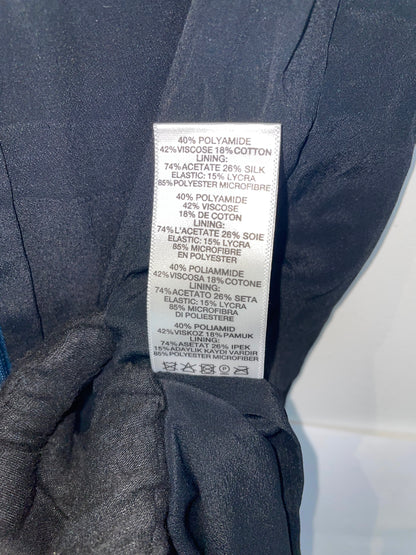 40% POLYAMIDE
42% VISCOSE 18% COTTON
LINING:
74% ACETATE 26% SILK
ELASTIC: 15% LYCRA
85% POLYESTER MICROFIBRE
40% POLYAMIDE
42% VISCOSE
18% DE COTON
LINING:
74% L'ACETATE 26% SOIE
ELASTIC: 15% LYCRA
85% MICROFIBRE
EN POLYESTER
40% POLIAMMIDE
42% VISCOSA 18% COTONE
LINING:
74% ACETATO 26% SETA
ELASTIC: 15% LYCRA
85% MICROFIBRA
DI POLIESTERE
40% POLIAMID
42% VISKOZ 18% PAMUK
LINING:
74% ASETAT 26% IPEK
15% ADAYLIK KAYDI VARDIR
85% POLYESTER MICROFIBRE